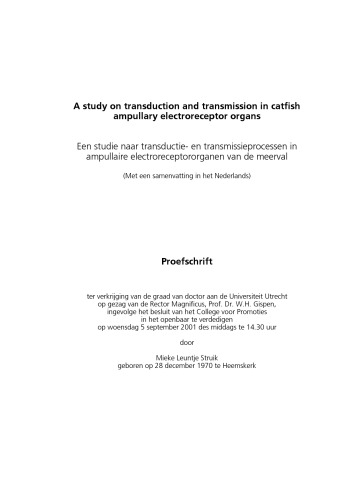 A study on transduction and transmission in catfish
ampullary electroreceptor organs
Een studie naar transductie- en transmissieprocessen in
ampullaire electroreceptororganen van de meerval
(Met een samenvatting in het Nederlands)
Proefschrift
ter verkrijging van de graad van doctor aan de Universiteit Utrecht
op gezag van de Rector Magnificus, Prof. Dr. W.H. Gispen,
ingevolge het besluit van het College voor Promoties
in het openbaar te verdedigen
op woensdag 5 september 2001 des middags te 14.30 uur
door
Mieke Leuntje Struik
geboren op 28 december 1970 te Heemskerk